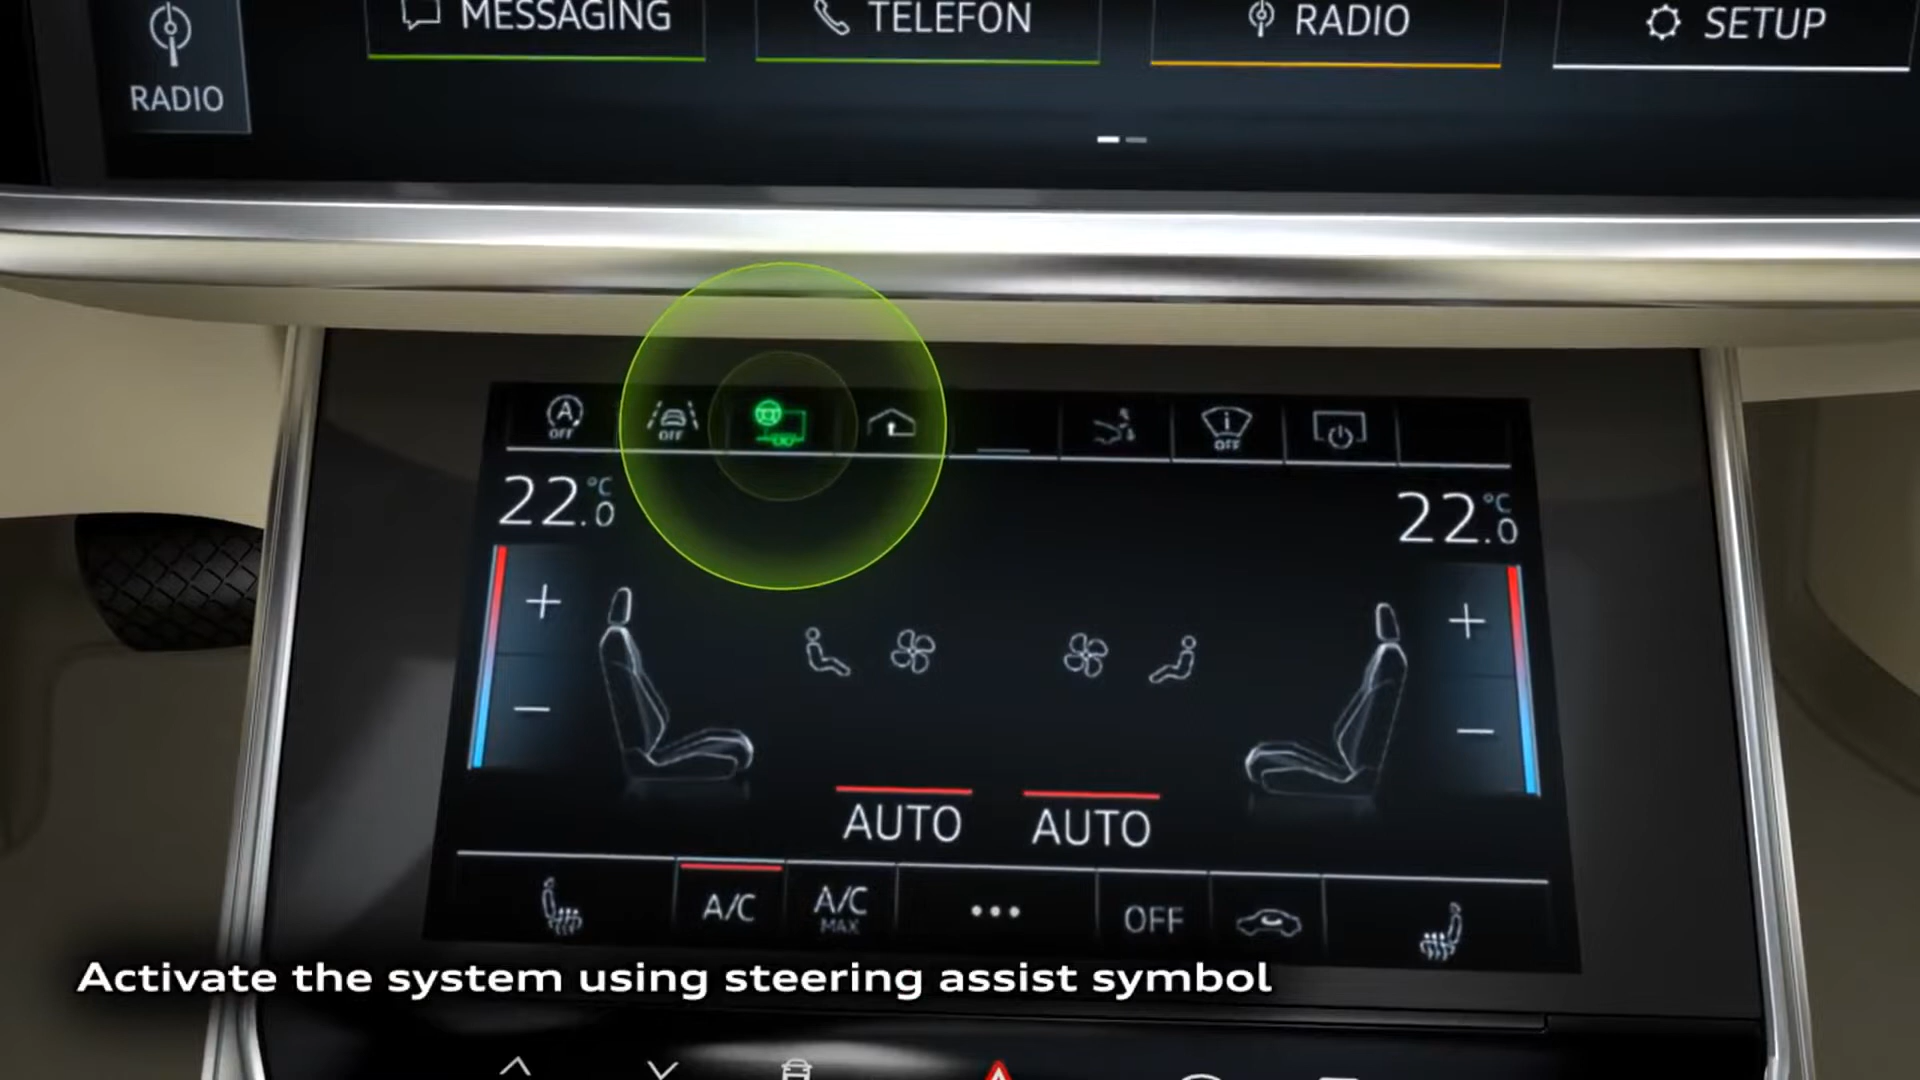 MESSAGING
TELEFON
RADIO
SETUP
RADIO
A
OFF
OFF
i
OFF
22.0 °C
22.0 °C
+
+
−
−
AUTO
AUTO
A/C
A/C
MAX
...
OFF
Activate the system using steering assist symbol